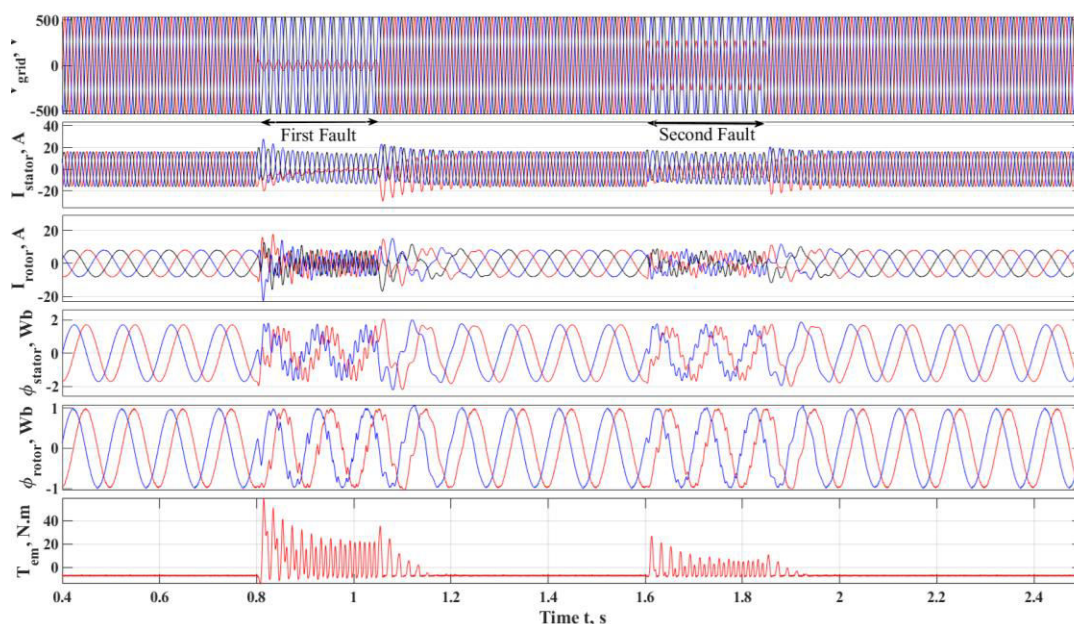 500
0
-500
grid,
First Fault
Second Fault
40
20
0
-20
I_stator, A
20
0
-20
I_rotor, A
2
0
-2
ϕ_stator, Wb
1
0
-1
ϕ_rotor, Wb
40
20
0
T_em, N.m
0.4 0.6 0.8 1 1.2 1.4 1.6 1.8 2 2.2 2.4
Time t, s